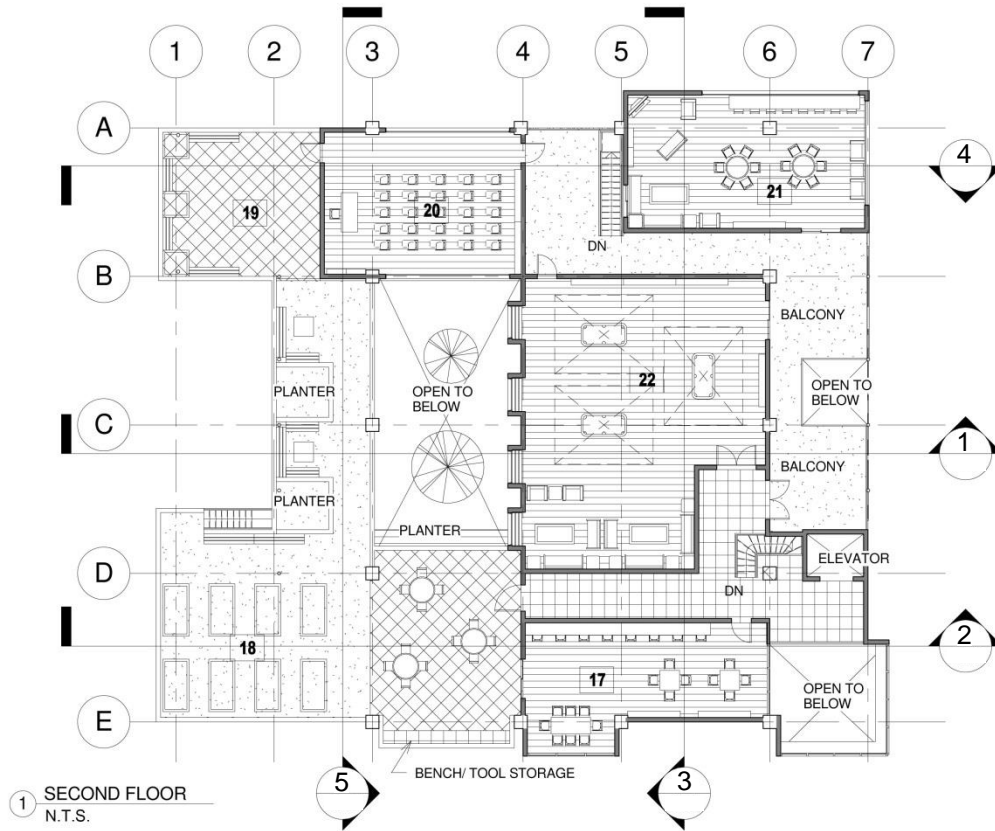 1 2 3 4 5 6 7
A
4
21
19
20
DN
B
BALCONY
22
OPEN TO
BELOW
OPEN TO
BELOW
PLANTER
C
1
BALCONY
PLANTER
PLANTER
ELEVATOR
D
DN
2
18
17
OPEN TO
BELOW
E
BENCH/ TOOL STORAGE
5
3
1 SECOND FLOOR
N.T.S.